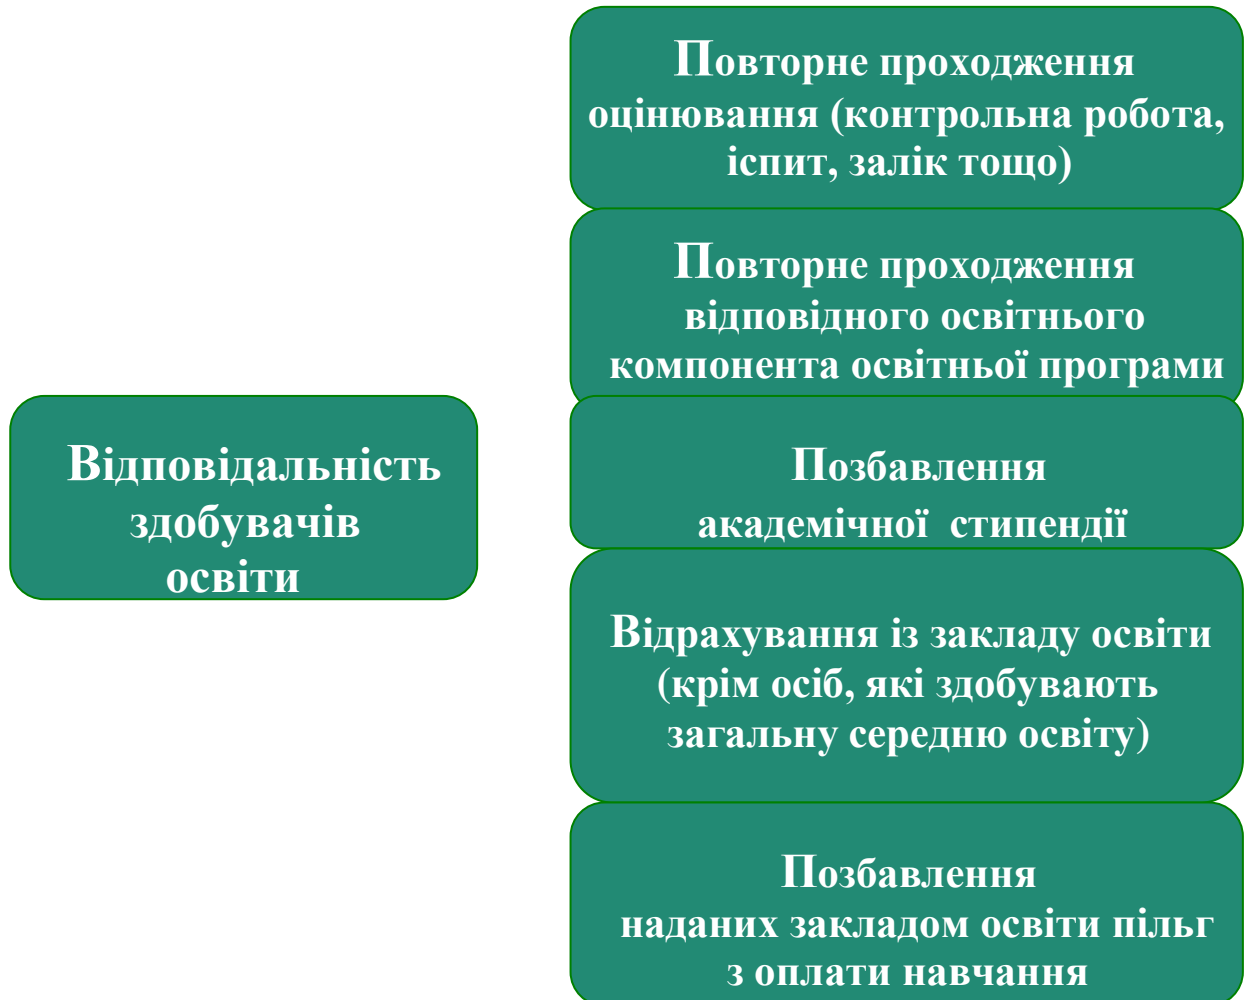 Відповідальність
здобувачів
освіти
Повторне проходження
оцінювання (контрольна робота,
іспит, залік тощо)
Повторне проходження
відповідного освітнього
компонента освітньої програми
Позбавлення
академічної стипендії
Відрахування із закладу освіти
(крім осіб, які здобувають
загальну середню освіту)
Позбавлення
наданих закладом освіти пільг
з оплати навчання